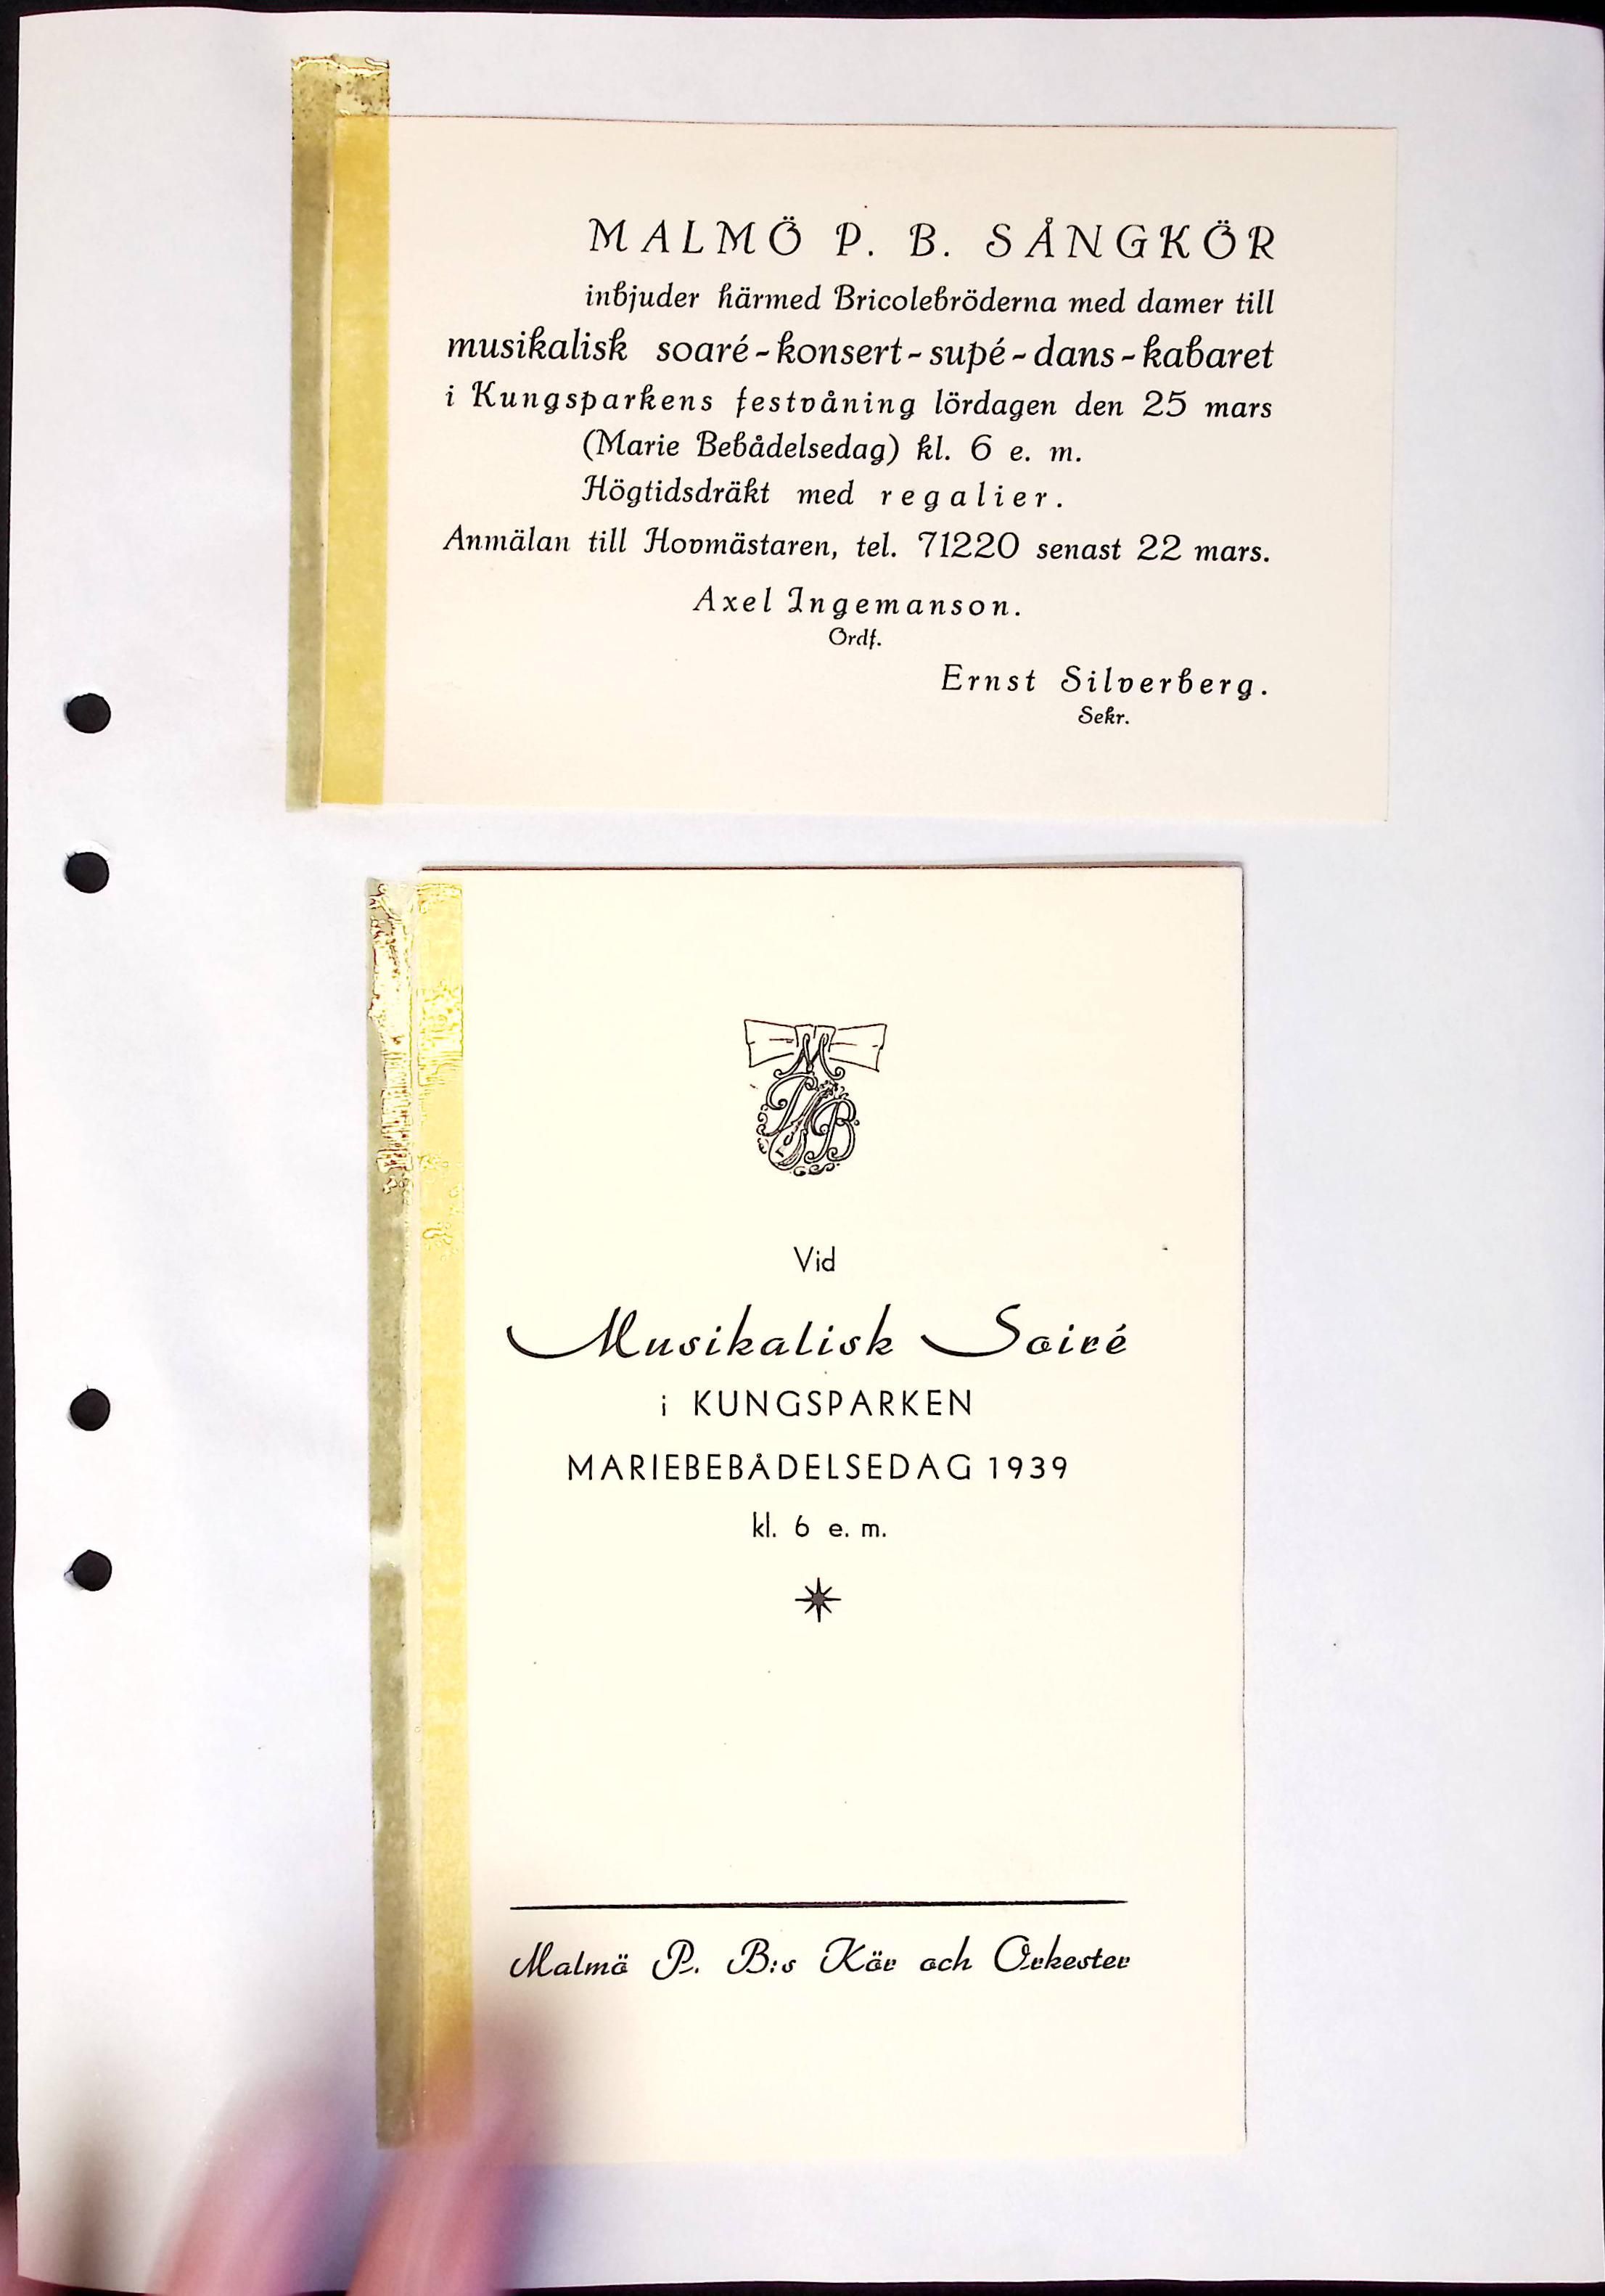 MALMÖ P. B. SÅNGKÖR
inbjuder härmed Bricolebröderna med damer till
musikalisk soaré-konsert-supé-dans-kabaret
i Kungsparkens festvåning lördagen den 25 mars
(Marie Bebådelsedag) kl. 6 e. m.
Högtidsdräkt med regalier.
Anmälan till Hovmästaren, tel. 71220 senast 22 mars.
Axel Ingemanson.
Ordf.
Ernst Silverberg.
Sekr.
M
P B
Vid
Musikalisk Soiré
i KUNGSPARKEN
MARIEBEBÅDELSEDAG 1939
kl. 6 e. m.
Malmö P. B:s Kör och Orkester